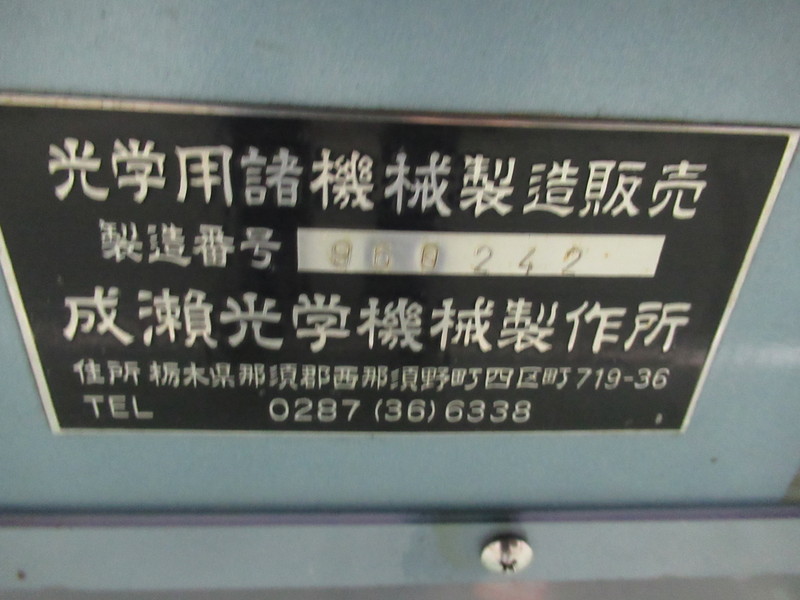 光学用諸機械製造販売
製造番号 960242
成瀬光学機械製作所
住所 栃木県那須郡西那須野町四区町719-36
TEL 0287(36)6338